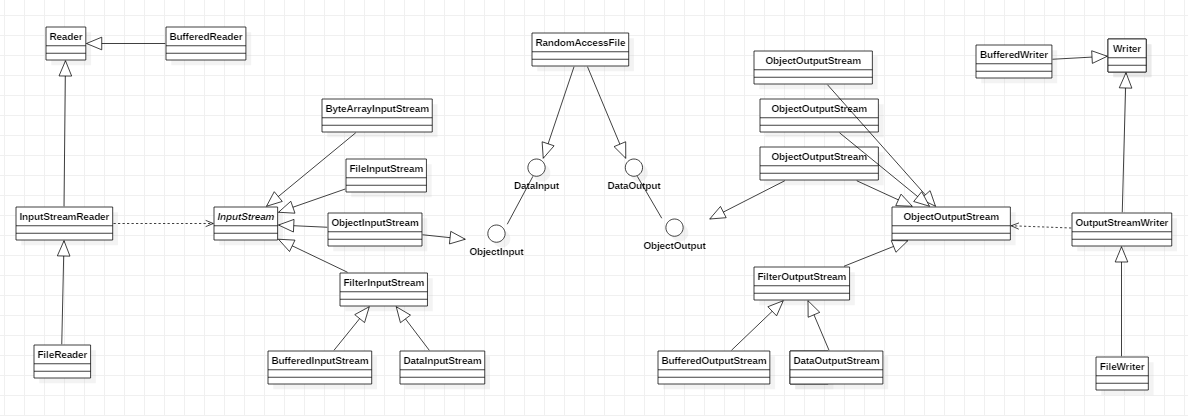 Reader
BufferedReader
RandomAccessFile
ObjectOutputStream
BufferedWriter
Writer
ByteArrayInputStream
ObjectOutputStream
FileInputStream
ObjectOutputStream
DataInput
DataOutput
InputStreamReader
InputStream
ObjectInputStream
ObjectInput
ObjectOutput
ObjectOutputStream
OutputStreamWriter
FilterInputStream
FilterOutputStream
FileReader
BufferedInputStream
DataInputStream
BufferedOutputStream
DataOutputStream
FileWriter